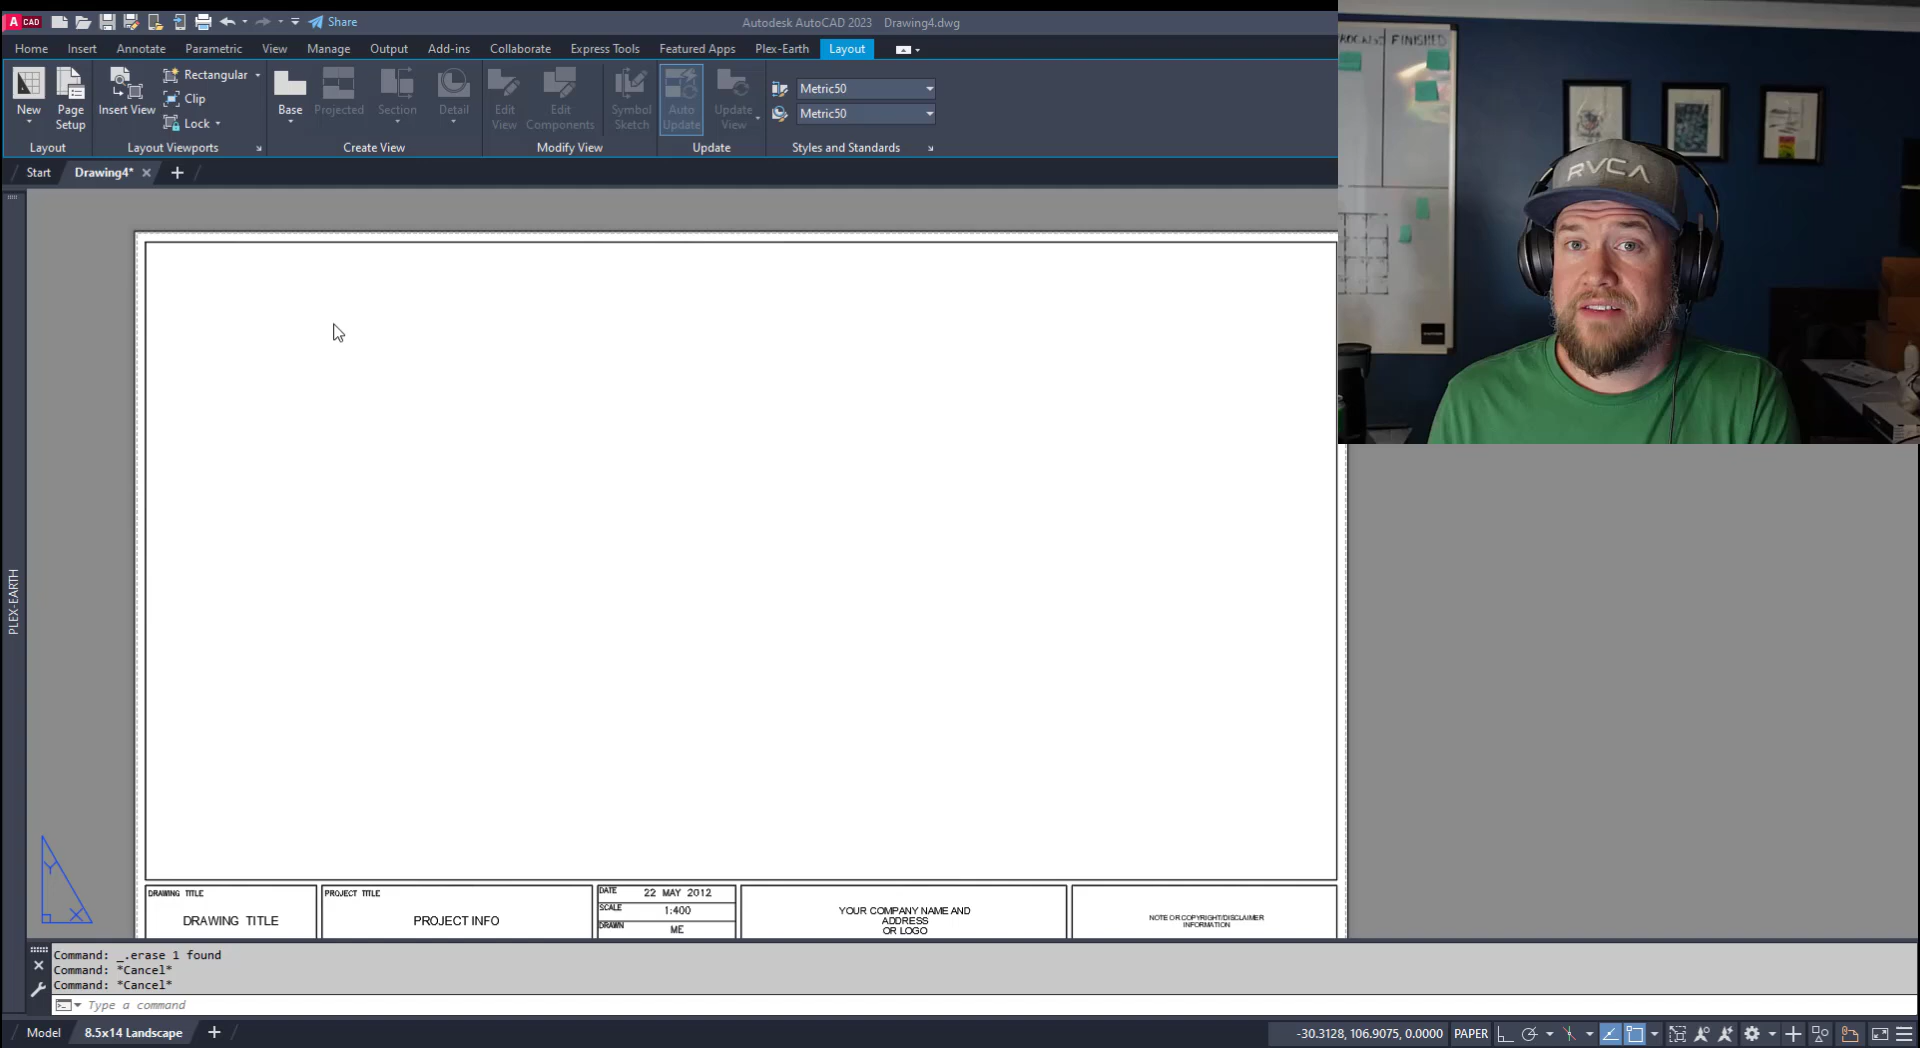 A CAD
Share
Autodesk AutoCAD 2023 Drawing4.dwg
Home Insert Annotate Parametric View Manage Output Add-ins Collaborate Express Tools Featured Apps Plex-Earth Layout
New
Page
Setup
Insert View
Rectangular
Clip
Lock
Base
Projected
Section
Detail
Edit
View
Edit
Components
Symbol
Sketch
Auto
Update
Update
View
Metric50
Metric50
Layout
Layout Viewports
Create View
Modify View
Update
Styles and Standards
Start
Drawing4*
FINISHED
RVCA
PLEX-EARTH
Y
X
DRAWING TITLE
DRAWING TITLE
PROJECT TITLE
PROJECT INFO
DATE
22 MAY 2012
SCALE
1:400
DRAWN
ME
YOUR COMPANY NAME AND
ADDRESS
OR LOGO
NOTE OR COPYRIGHT/DISCLAIMER
INFORMATION
Command: _.erase 1 found
Command: *Cancel*
Command: *Cancel*
Type a command
Model
8.5x14 Landscape
-30.3128, 106.9075, 0.0000
PAPER